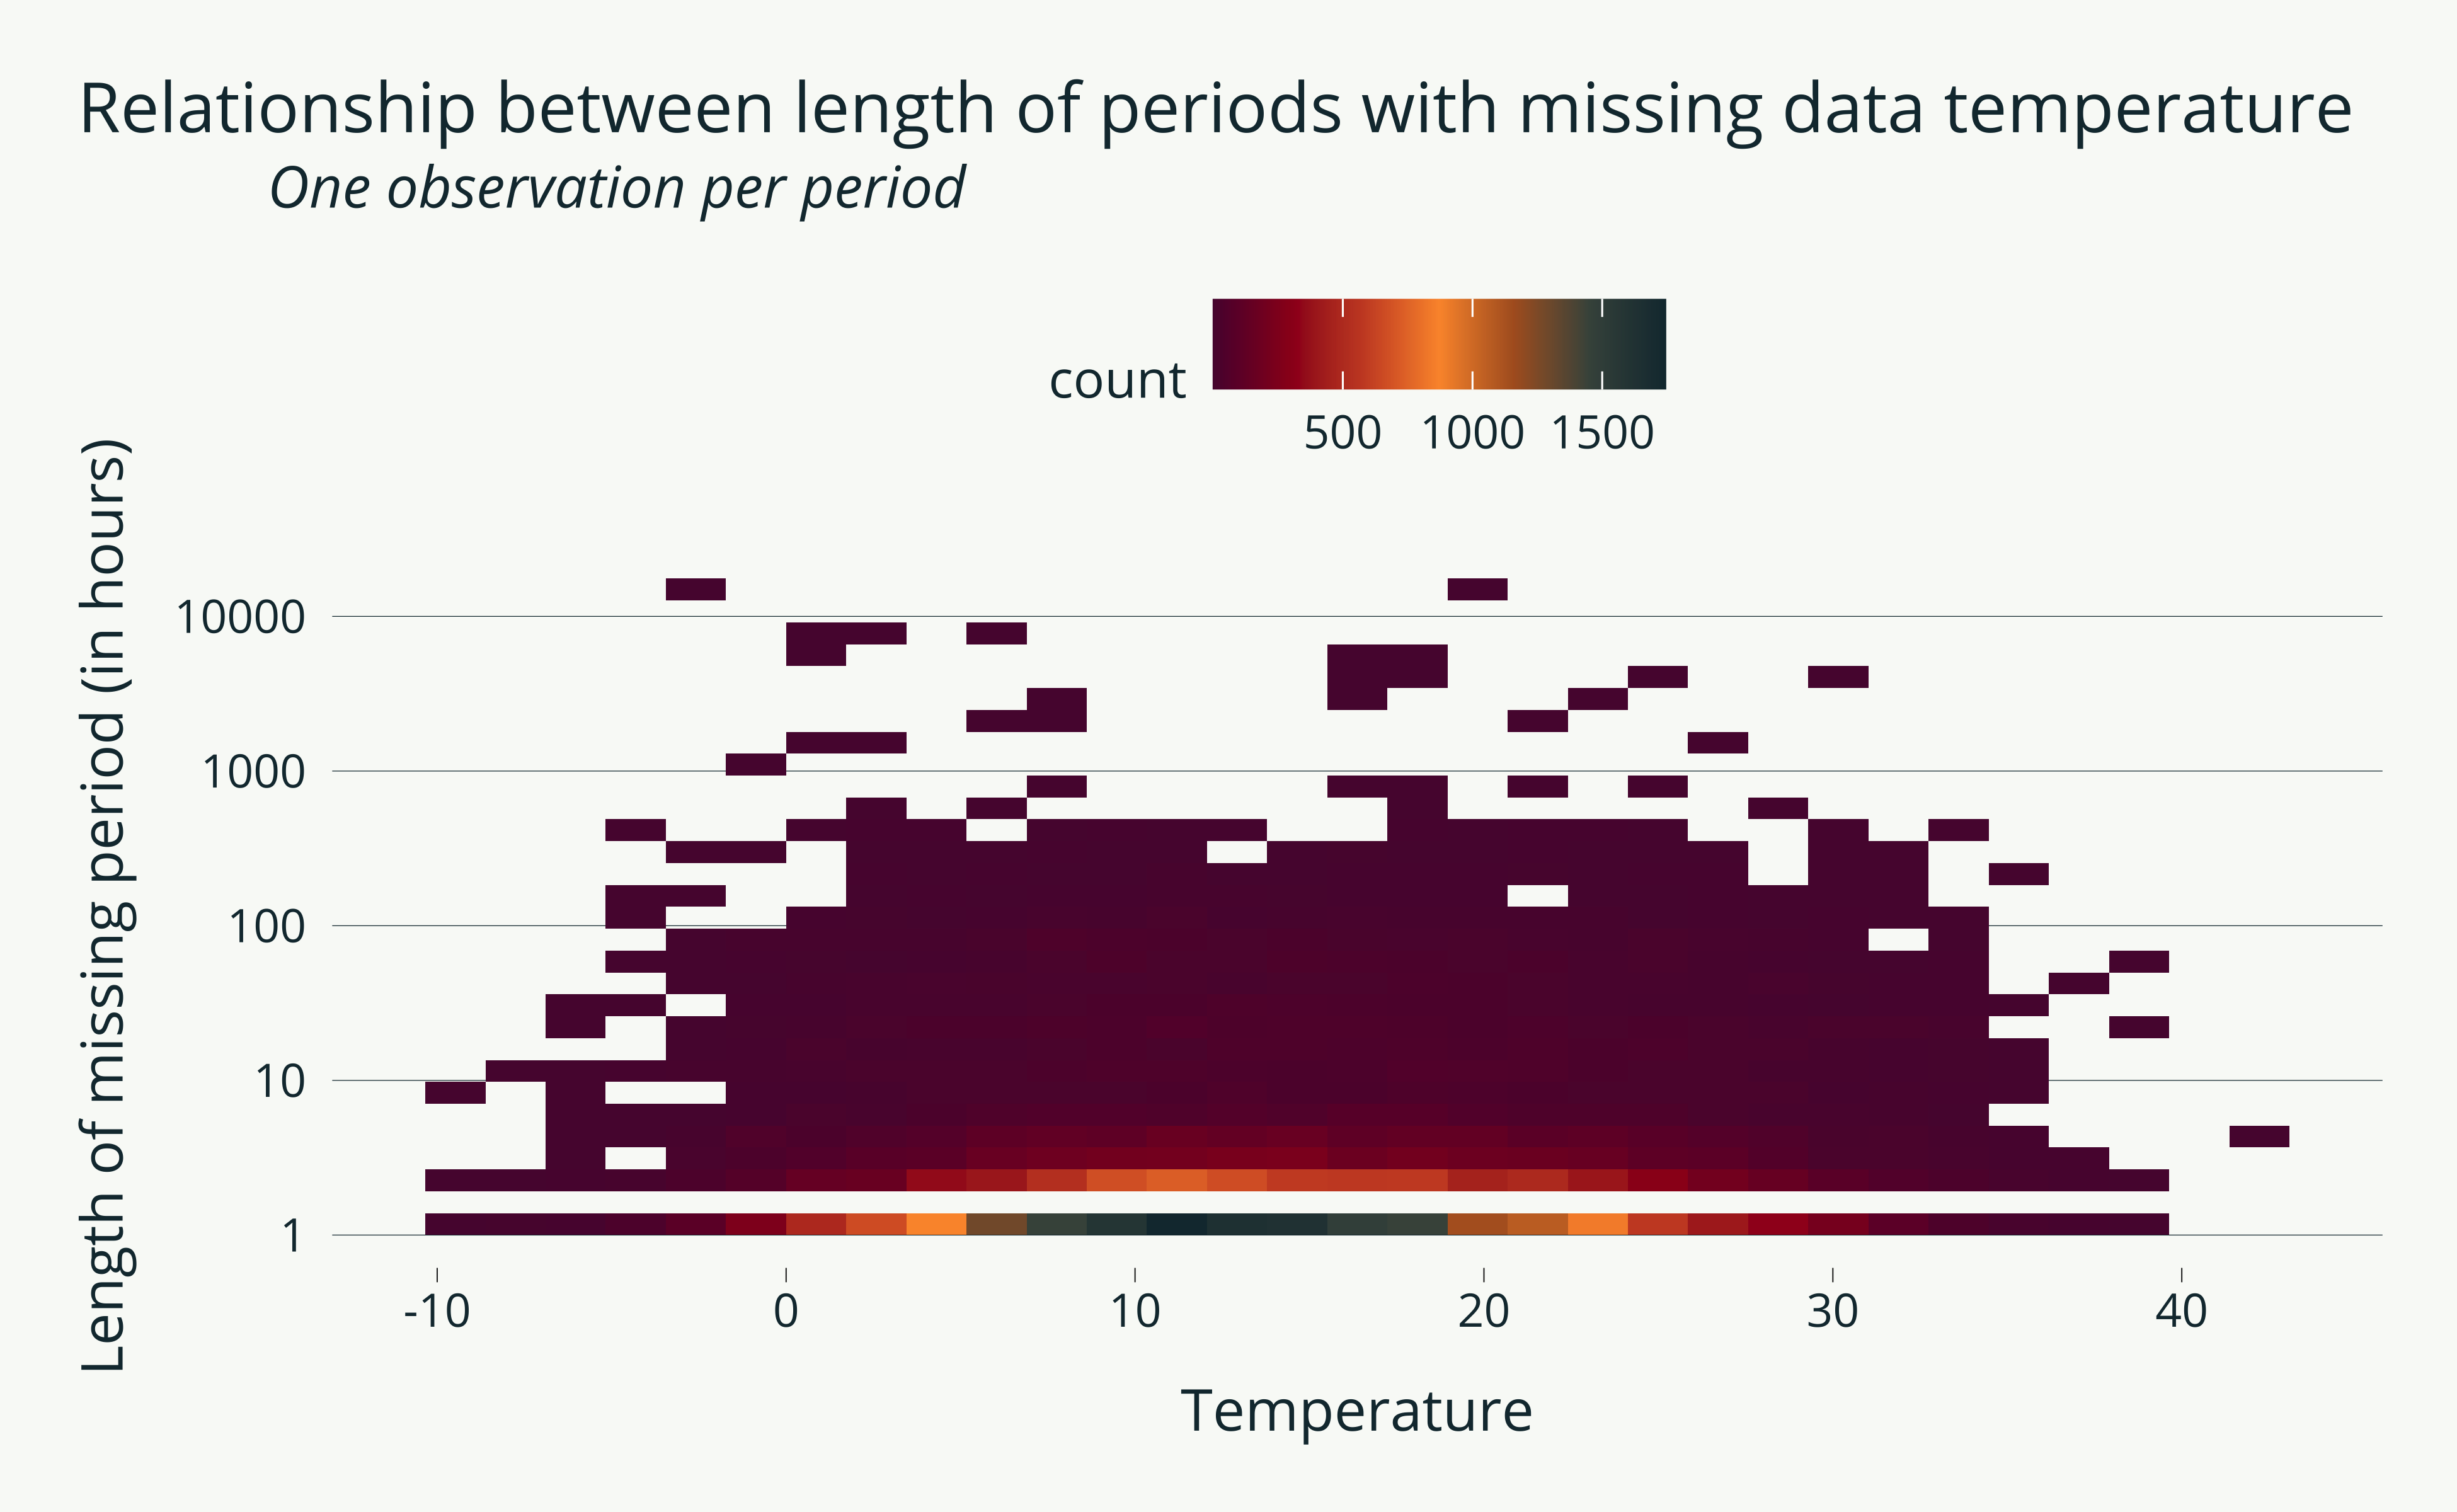 Relationship between length of periods with missing data temperature
One observation per period
count
500 1000 1500
Length of missing period (in hours)
10000
1000
100
10
1
-10 0 10 20 30 40
Temperature